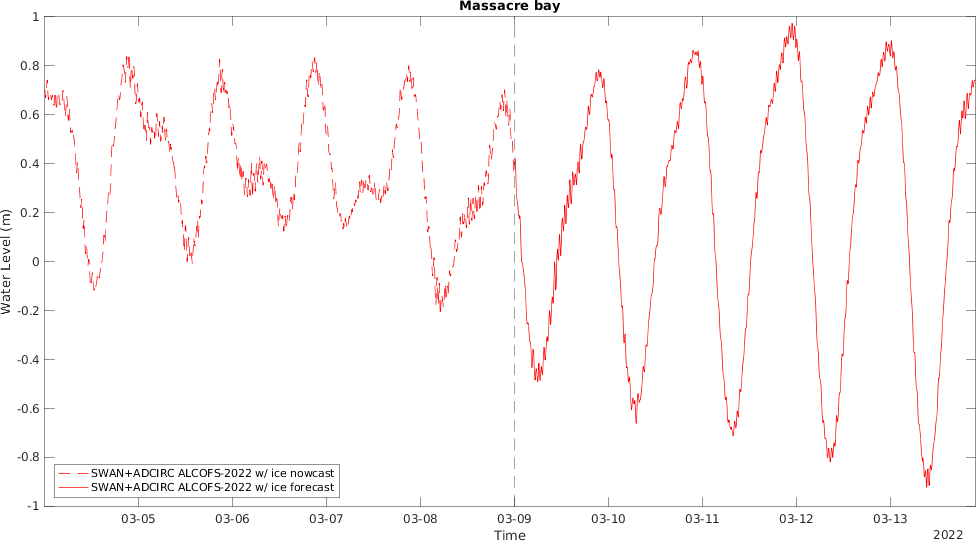 Massacre bay
1
0.8
0.6
0.4
0.2
0
-0.2
-0.4
-0.6
-0.8
-1
Water Level (m)
SWAN+ADCIRC ALCOFS-2022 w/ ice nowcast
SWAN+ADCIRC ALCOFS-2022 w/ ice forecast
03-05 03-06 03-07 03-08 03-09 03-10 03-11 03-12 03-13
Time
2022